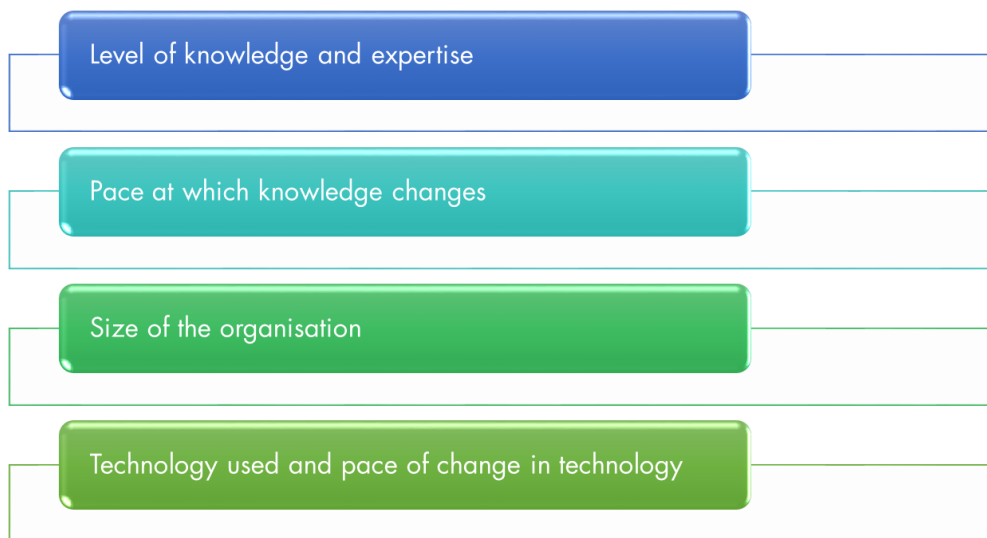 Level of knowledge and expertise
Pace at which knowledge changes
Size of the organisation
Technology used and pace of change in technology